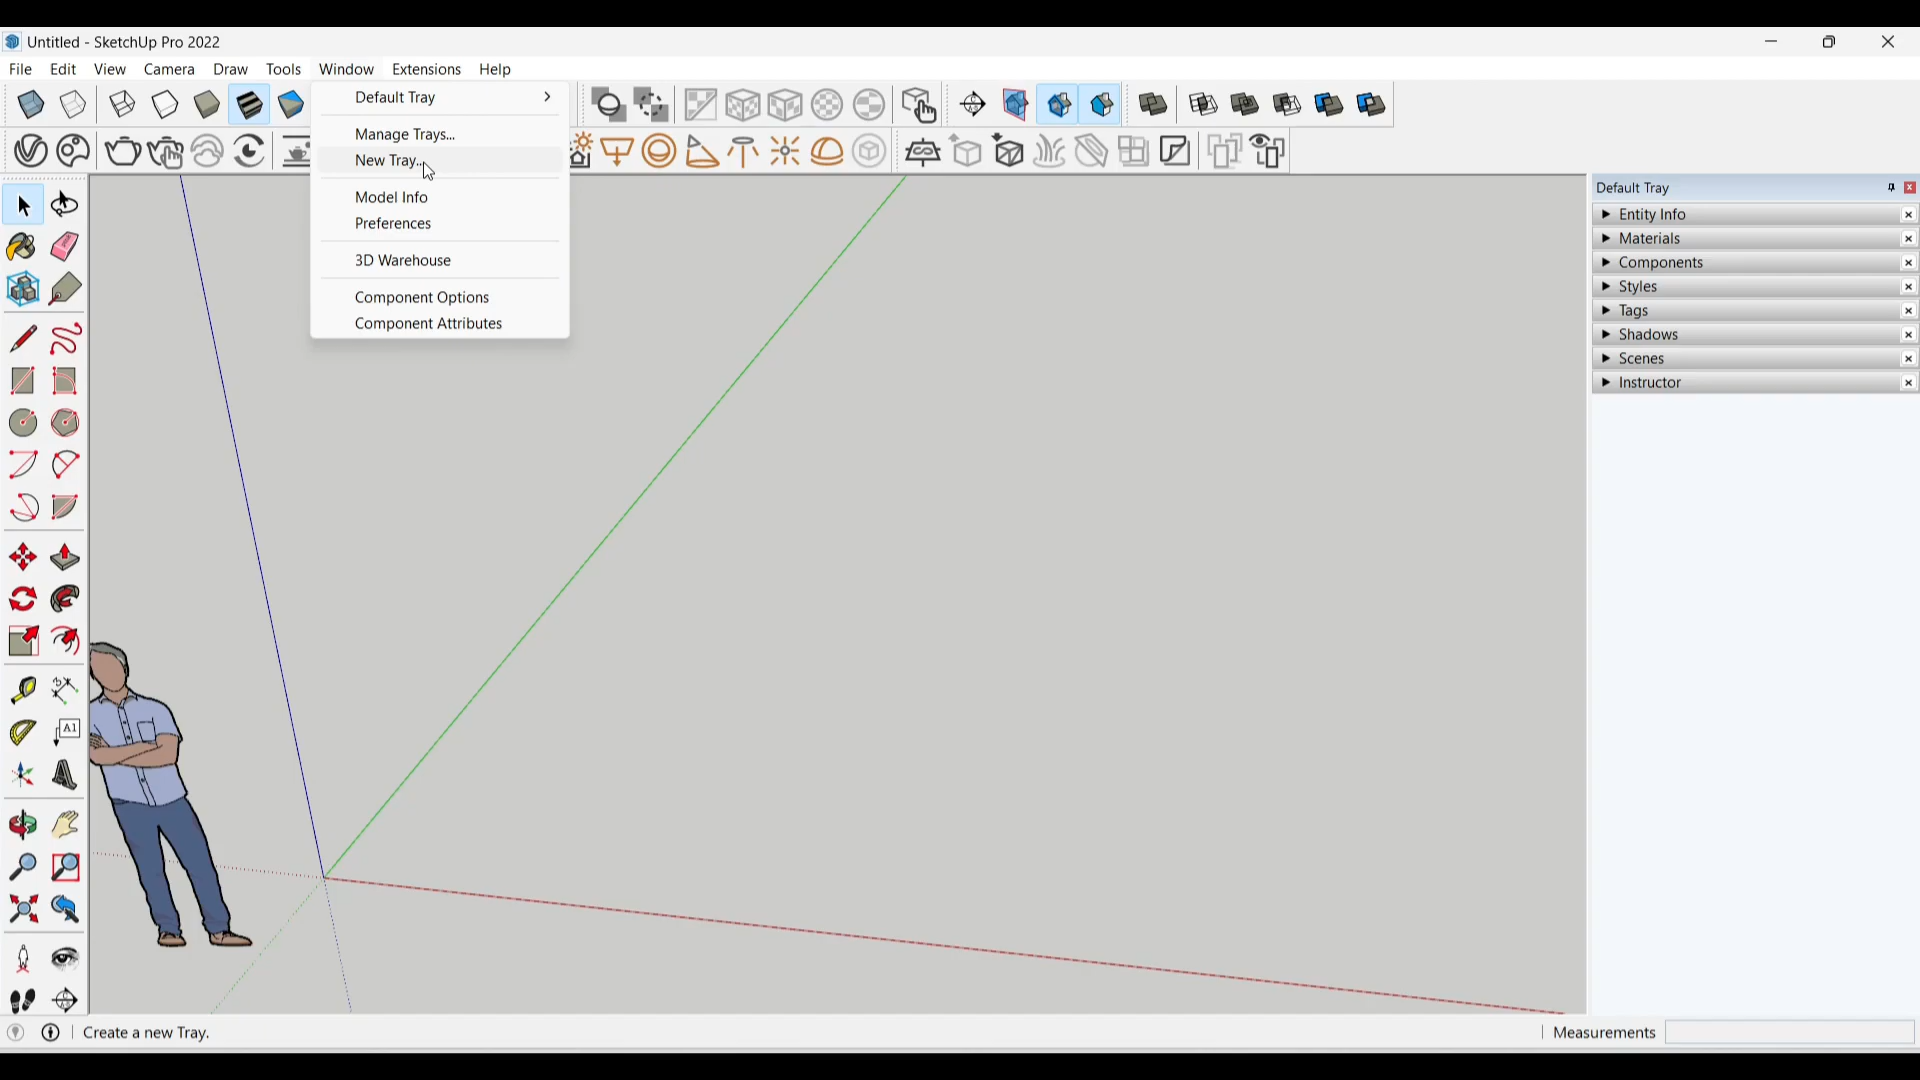 Untitled - SketchUp Pro 2022
File Edit View Camera Draw Tools Window Extensions Help
Default Tray
Manage Trays...
New Tray...
Model Info
Preferences
3D Warehouse
Component Options
Component Attributes
Default Tray
Entity Info
Materials
Components
Styles
Tags
Shadows
Scenes
Instructor
A1
Create a new Tray.
Measurements